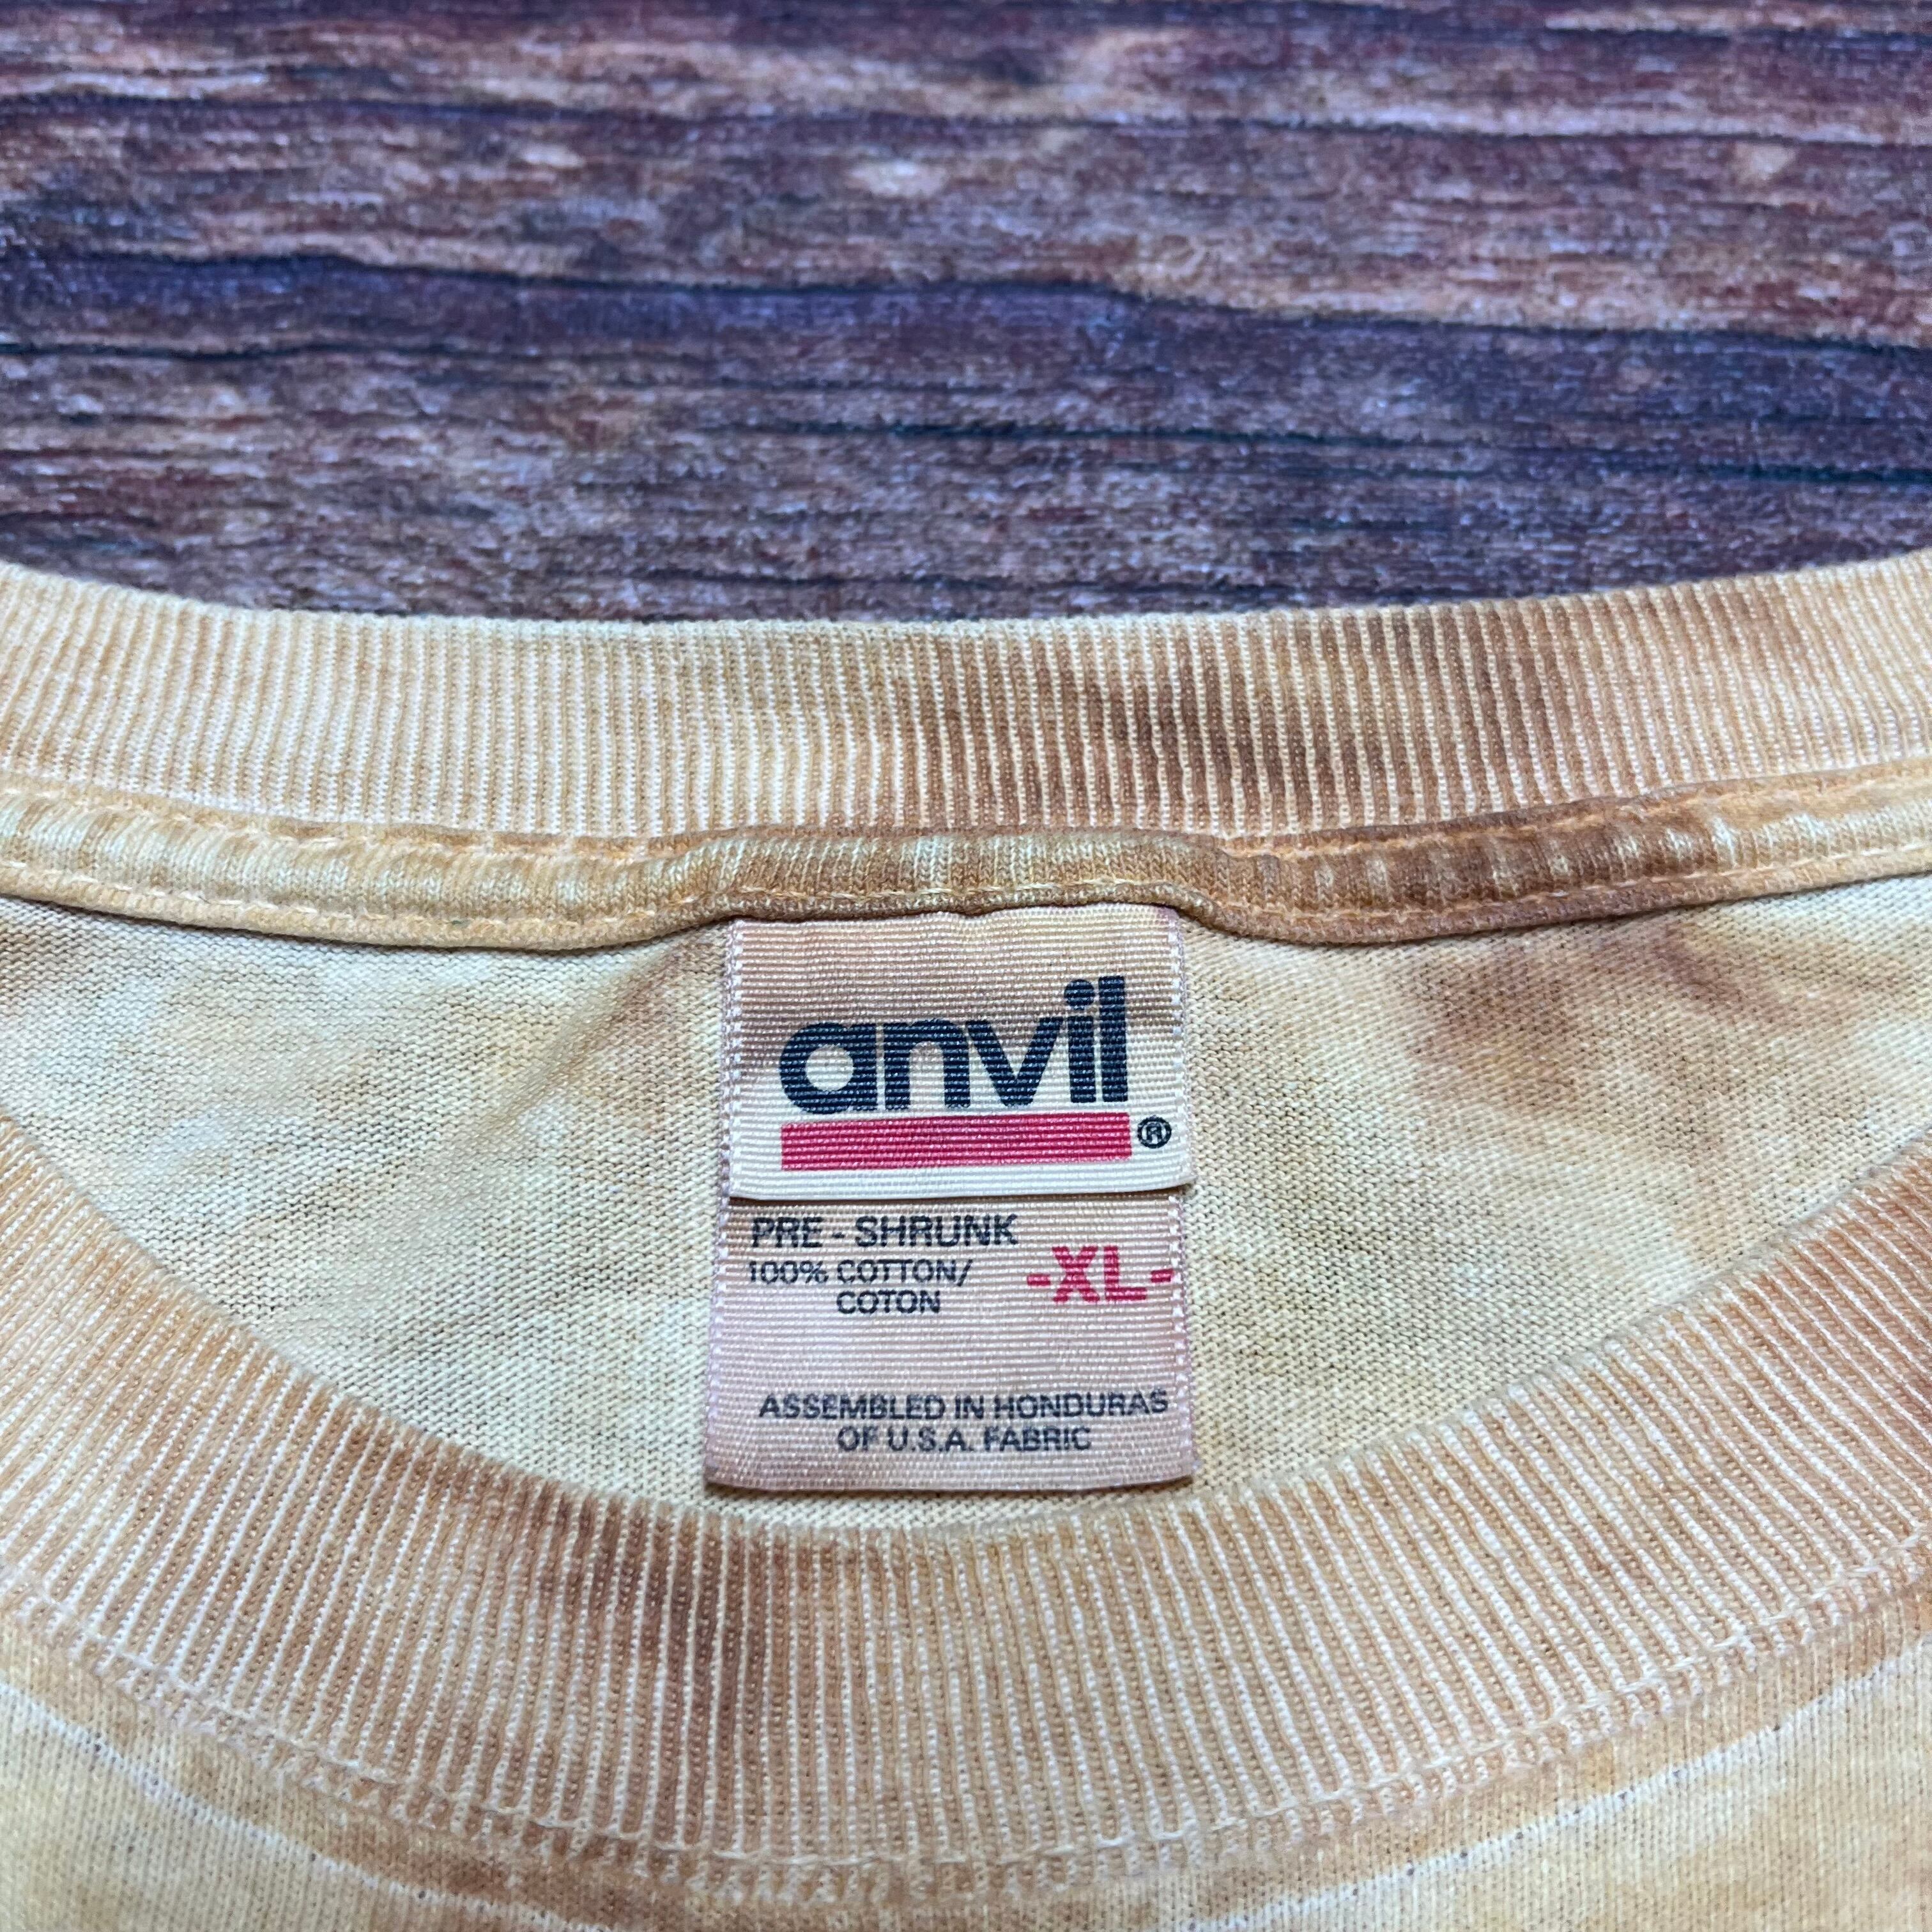 anvil
®
PRE - SHRUNK
100% COTTON/
COTON
-XL-
ASSEMBLED IN HONDURAS
OF U.S.A. FABRIC